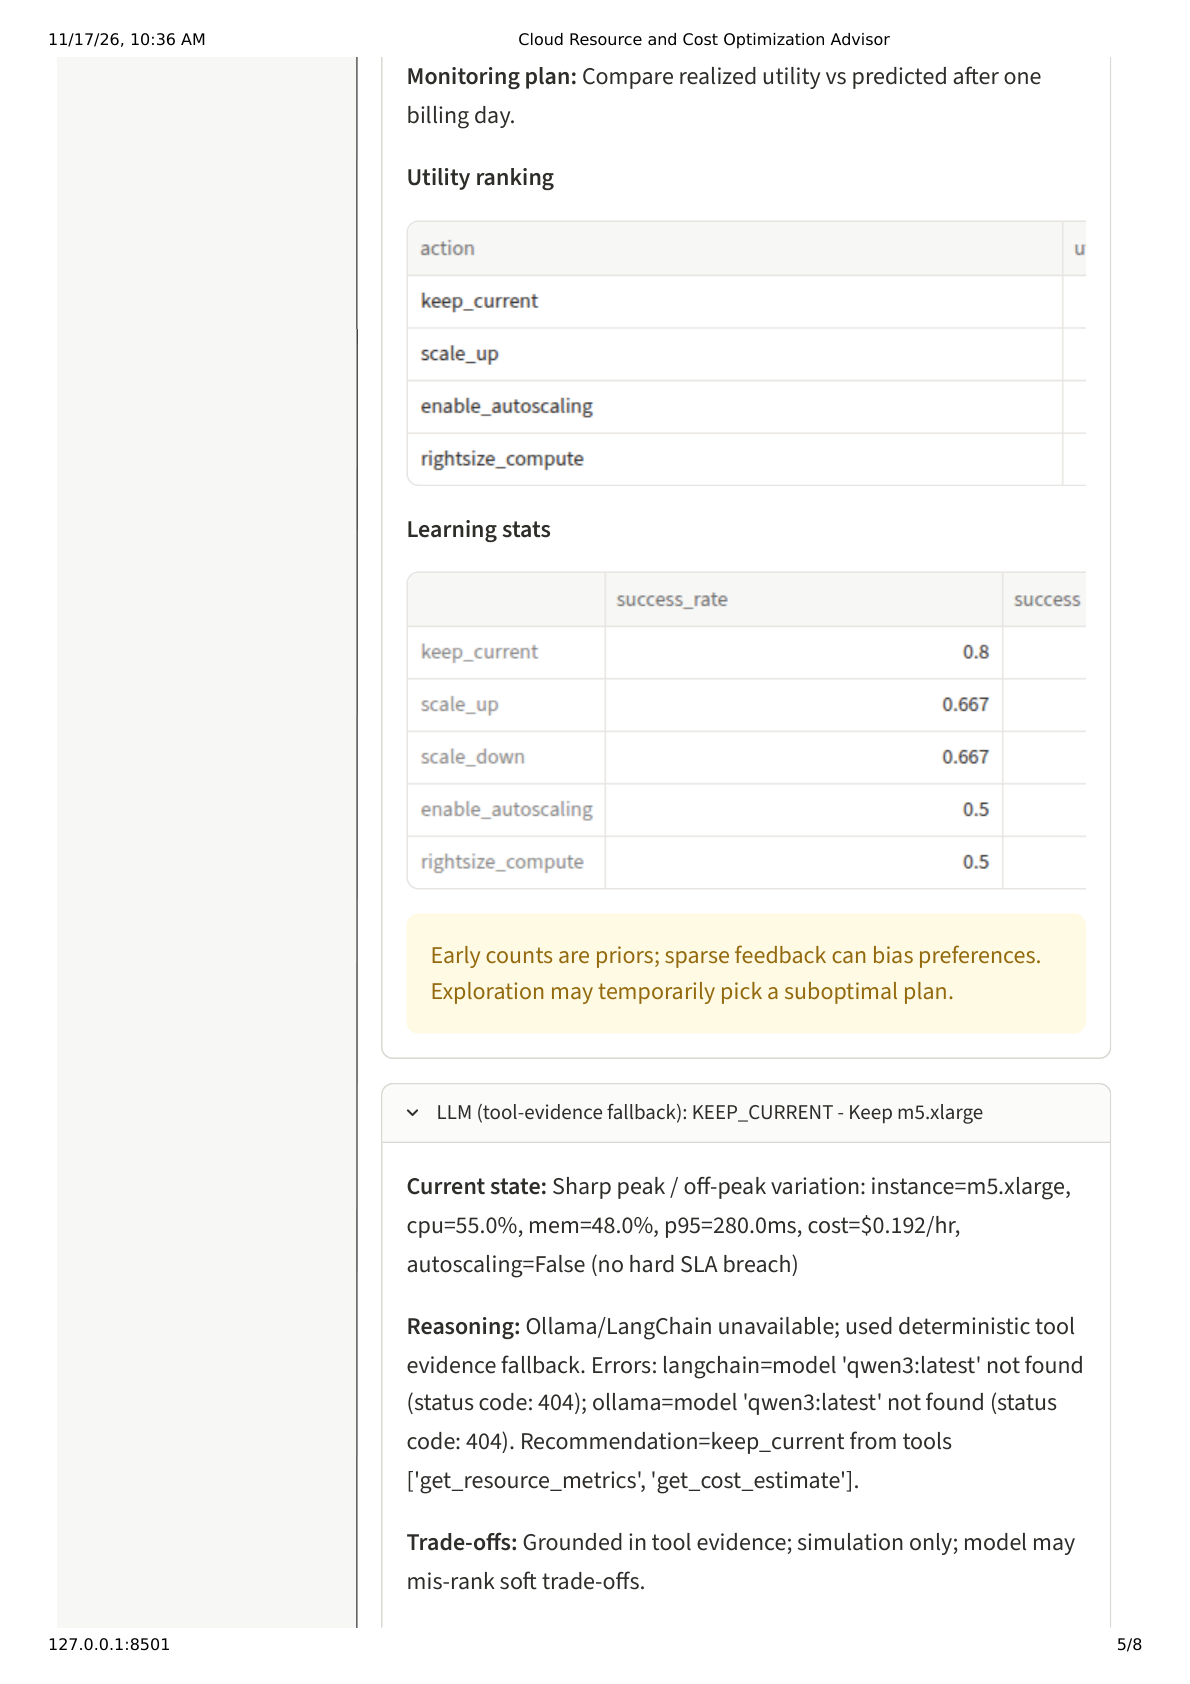 11/17/26, 10:36 AM
Cloud Resource and Cost Optimization Advisor
Monitoring plan: Compare realized utility vs predicted after one
billing day.
Utility ranking
action
keep_current
scale_up
enable_autoscaling
rightsize_compute
Learning stats
success_rate success
keep_current 0.8
scale_up 0.667
scale_down 0.667
enable_autoscaling 0.5
rightsize_compute 0.5
Early counts are priors; sparse feedback can bias preferences.
Exploration may temporarily pick a suboptimal plan.
LLM (tool-evidence fallback): KEEP_CURRENT - Keep m5.xlarge
Current state: Sharp peak / off-peak variation: instance=m5.xlarge,
cpu=55.0%, mem=48.0%, p95=280.0ms, cost=$0.192/hr,
autoscaling=False (no hard SLA breach)
Reasoning: Ollama/LangChain unavailable; used deterministic tool
evidence fallback. Errors: langchain=model 'qwen3:latest' not found
(status code: 404); ollama=model 'qwen3:latest' not found (status
code: 404). Recommendation=keep_current from tools
['get_resource_metrics', 'get_cost_estimate'].
Trade-offs: Grounded in tool evidence; simulation only; model may
mis-rank soft trade-offs.
127.0.0.1:8501
5/8